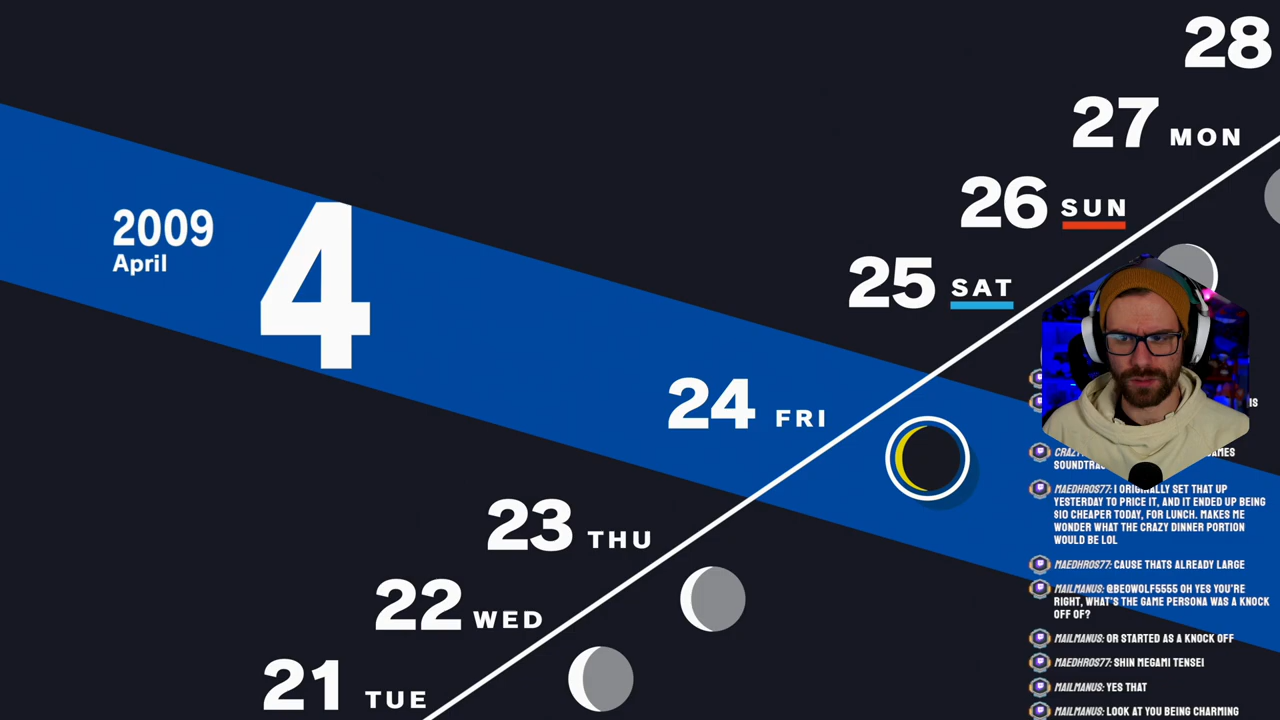 28
27 MON
26 SUN
25 SAT
2009
April
4
24 FRI
23 THU
22 WED
21 TUE
IS
GAMES
SOUNDTRA
MAEDHROS77: I ORIGINALLY SET THAT UP
YESTERDAY TO PRICE IT, AND IT ENDED UP BEING
$10 CHEAPER TODAY, FOR LUNCH. MAKES ME
WONDER WHAT THE CRAZY DINNER PORTION
WOULD BE LOL
MAEDHROS77: CAUSE THATS ALREADY LARGE
MAILMANUS: @BEOWOLF5555 OH YES YOU'RE
RIGHT, WHAT'S THE GAME PERSONA WAS A KNOCK
OFF OF?
MAILMANUS: OR STARTED AS A KNOCK OFF
MAEDHROS77: SHIN MEGAMI TENSEI
MAILMANUS: YES THAT
MAILMANUS: LOOK AT YOU BEING CHARMING